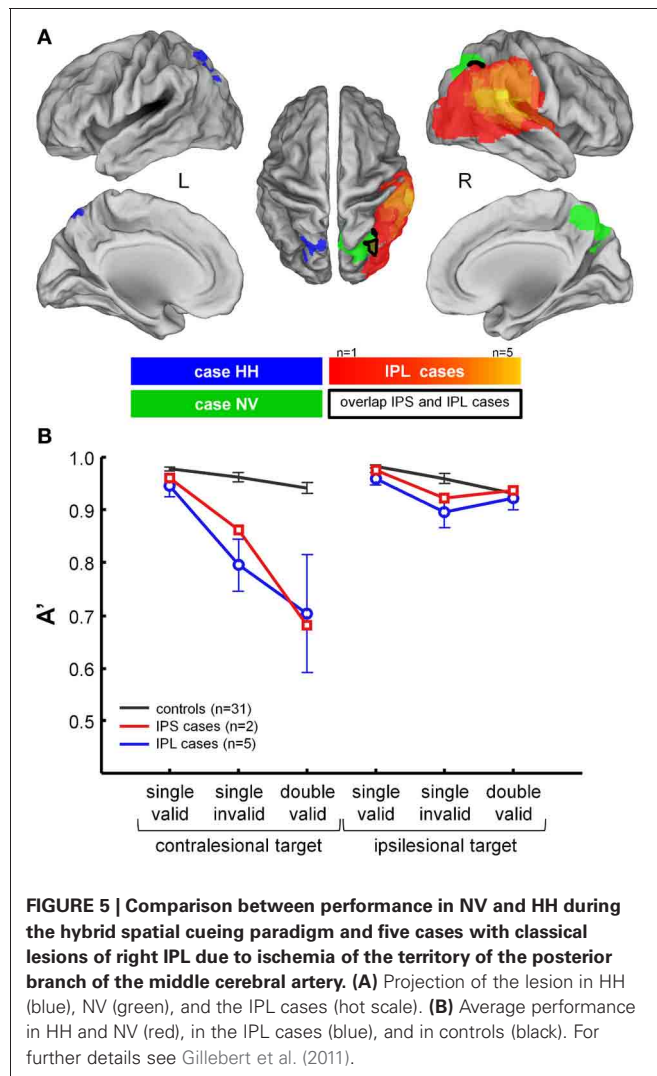 A
L
R
n=1
n=5
case HH
IPL cases
case NV
overlap IPS and IPL cases
B
1.0
0.9
0.8
0.7
0.6
0.5
A'
controls (n=31)
IPS cases (n=2)
IPL cases (n=5)
single valid
single invalid
double valid
single valid
single invalid
double valid
contralesional target
ipsilesional target
FIGURE 5 | Comparison between performance in NV and HH during
the hybrid spatial cueing paradigm and five cases with classical
lesions of right IPL due to ischemia of the territory of the posterior
branch of the middle cerebral artery. (A) Projection of the lesion in HH
(blue), NV (green), and the IPL cases (hot scale). (B) Average performance
in HH and NV (red), in the IPL cases (blue), and in controls (black). For
further details see Gillebert et al. (2011).